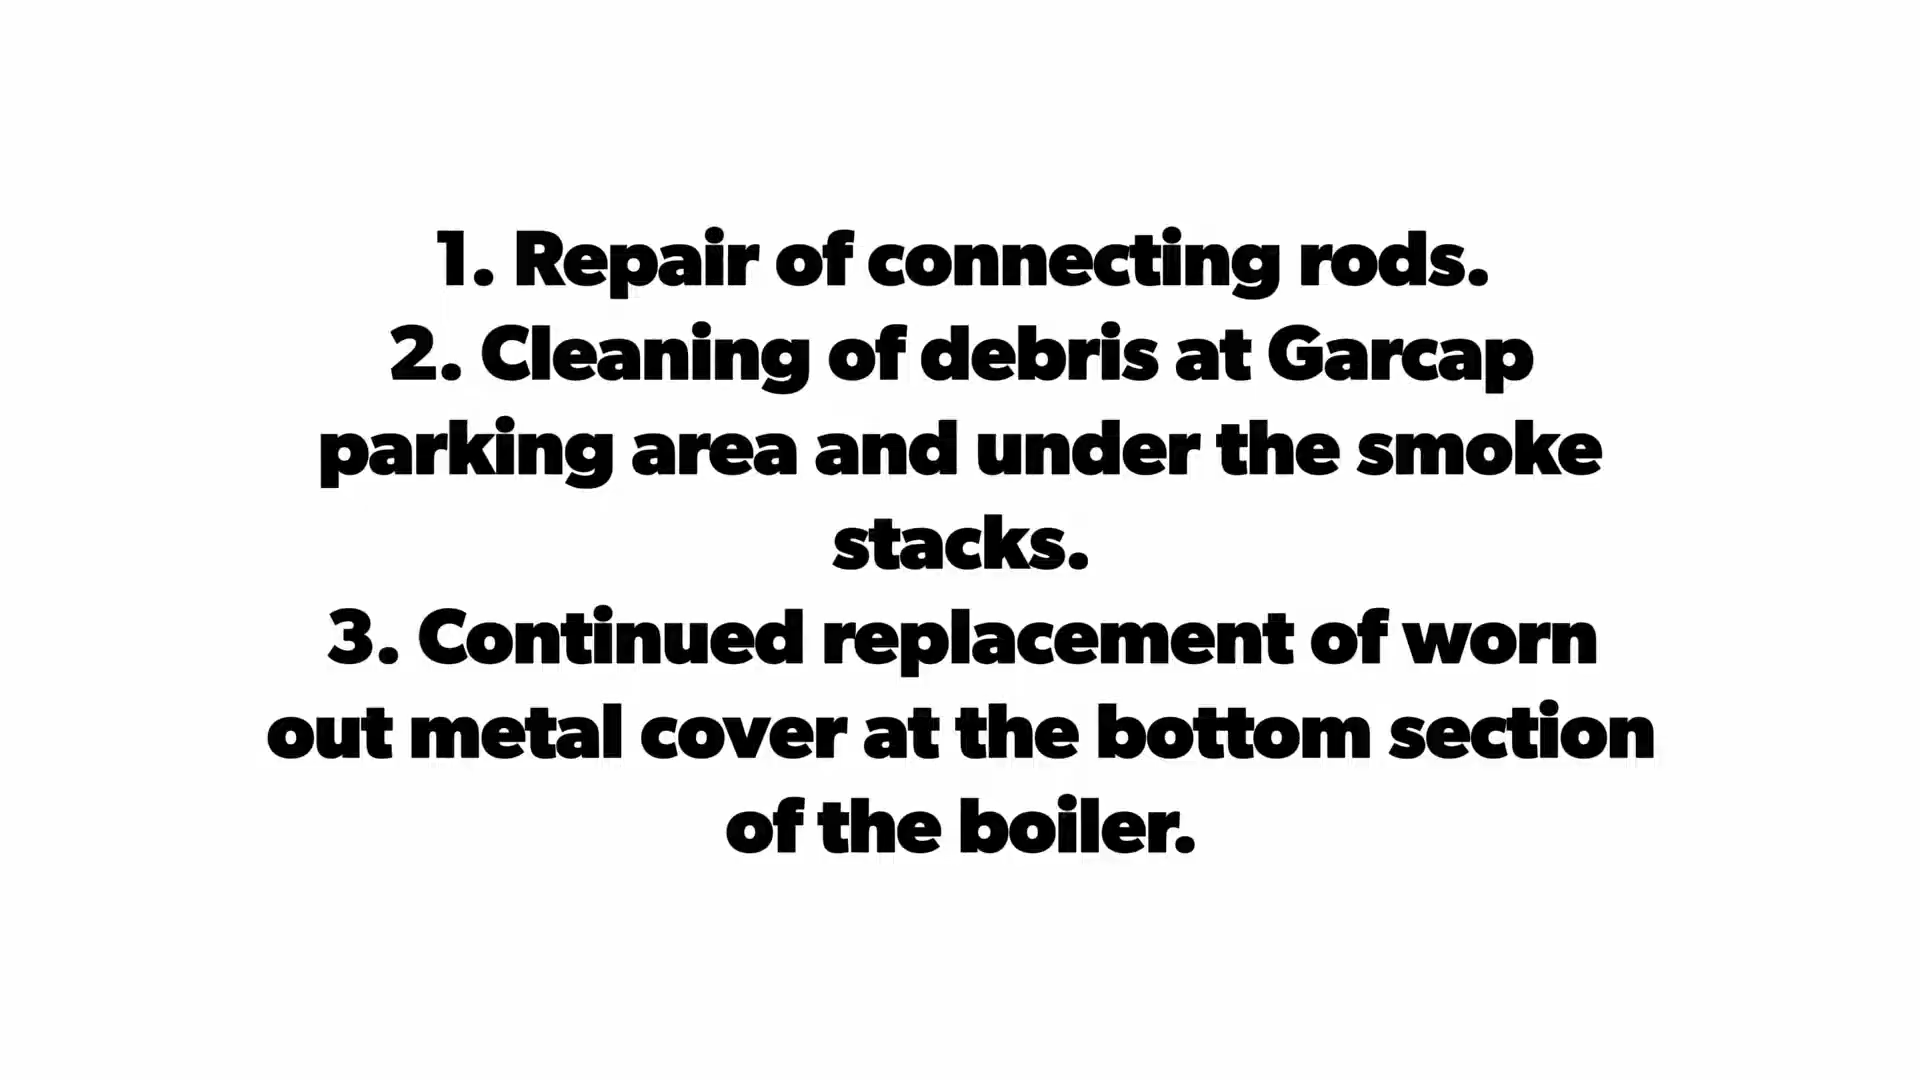 1. Repair of connecting rods.
2. Cleaning of debris at Garcap
parking area and under the smoke
stacks.
3. Continued replacement of worn
out metal cover at the bottom section
of the boiler.